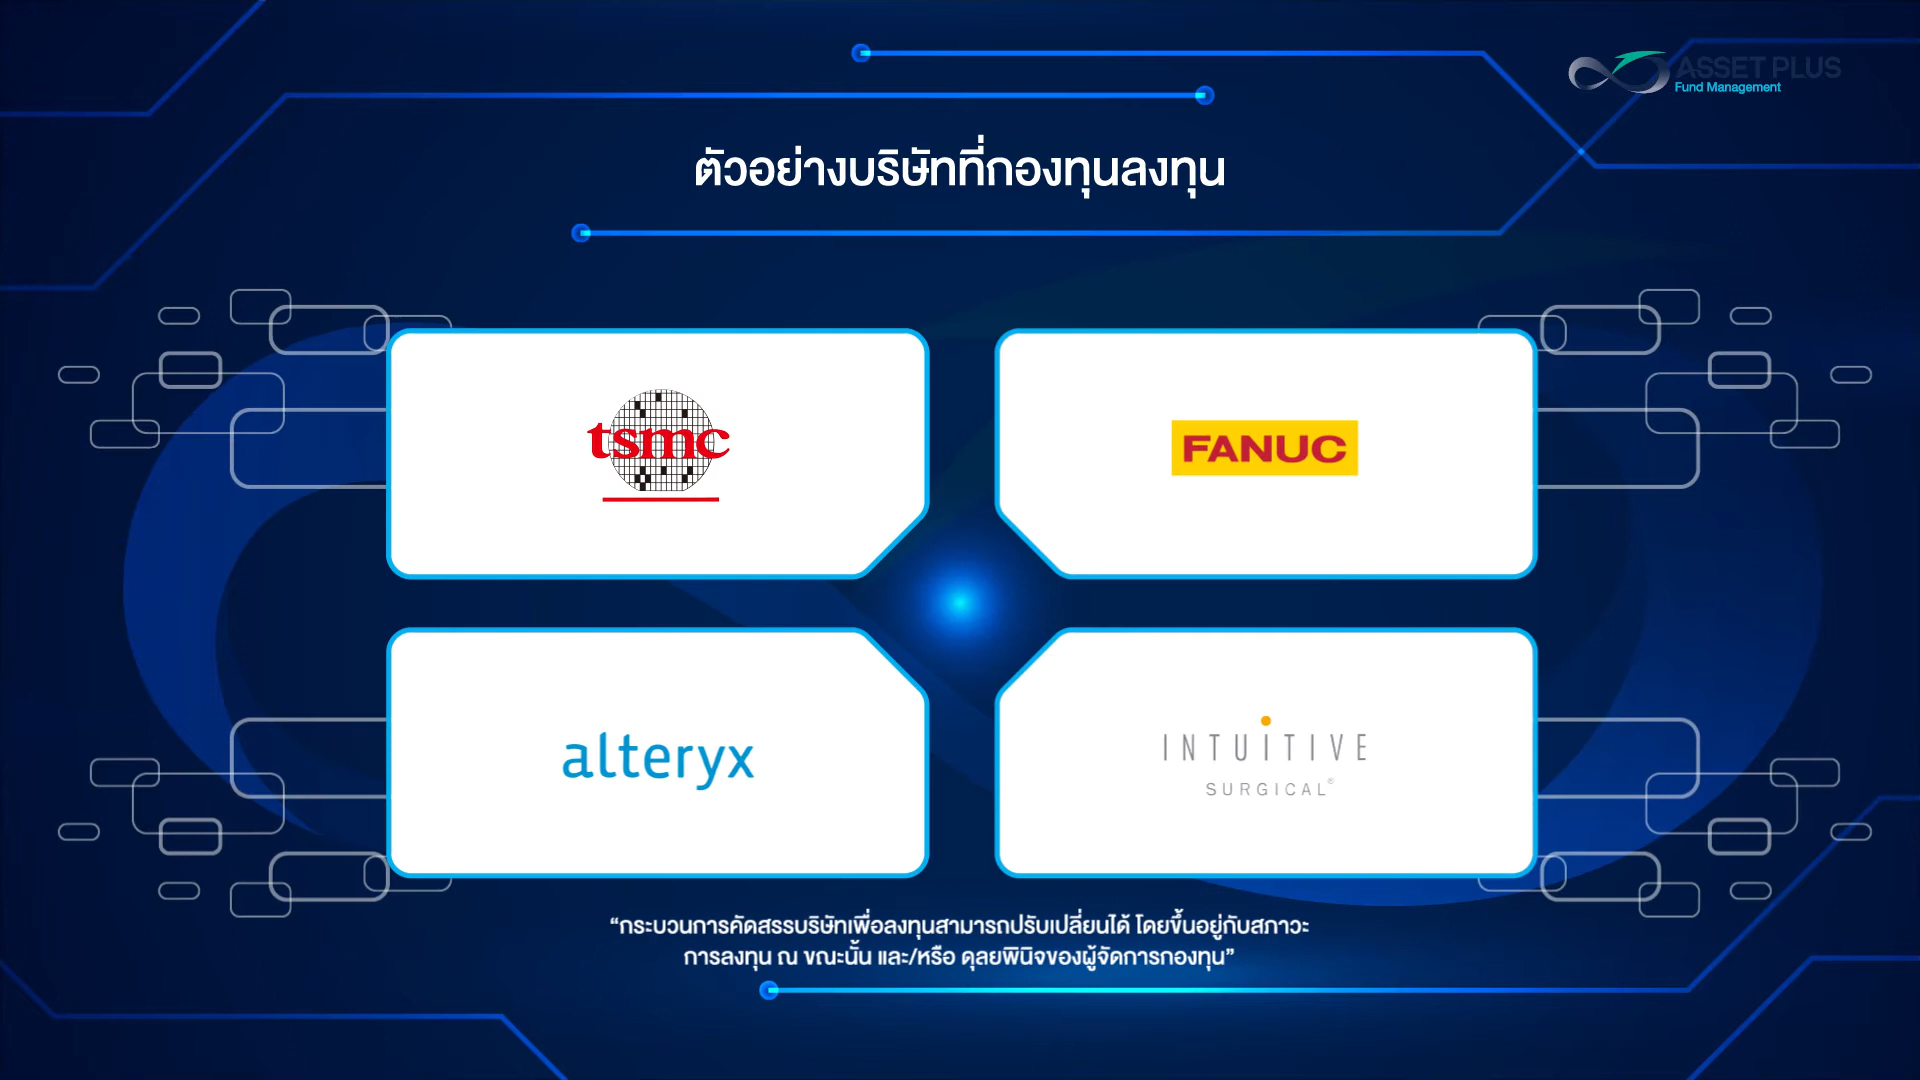 ASSET PLUS
Fund Management
ตัวอย่างบริษัทที่กองทุนลงทุน
tsmc
FANUC
alteryx
INTUITIVE
SURGICAL®
“กระบวนการคัดสรรบริษัทเพื่อลงทุนสามารถปรับเปลี่ยนได้ โดยขึ้นอยู่กับสภาวะ
การลงทุน ณ ขณะนั้น และ/หรือ ดุลยพินิจของผู้จัดการกองทุน”